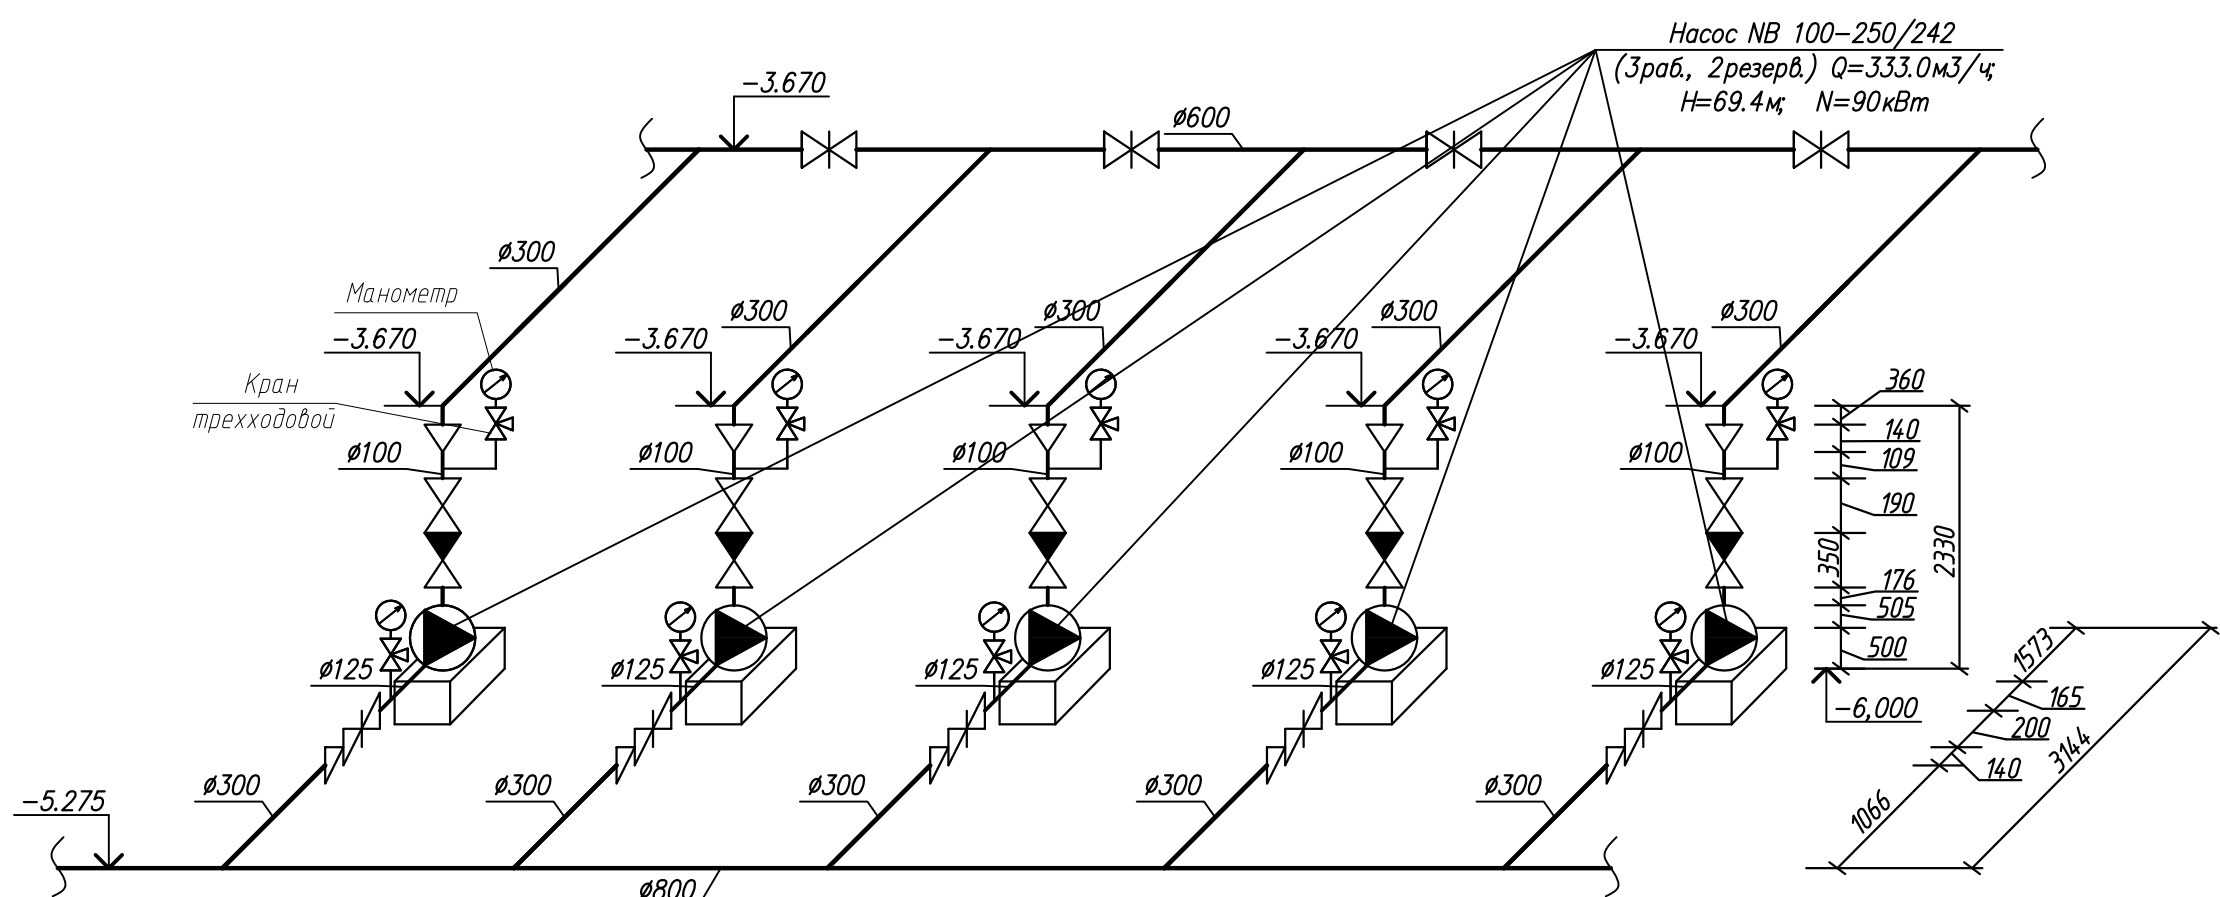 Насос NB 100-250/242
(3раб., 2резерв.) Q=333.0м3/ч;
H=69.4м; N=90кВт
-3.670
ø600
ø300
Манометр
ø300
ø300
ø300
ø300
-3.670
-3.670
-3.670
-3.670
-3.670
Кран
трехходовой
360
140
109
190
350
2330
176
505
500
-6,000
ø100
ø100
ø100
ø100
ø100
ø125
ø125
ø125
ø125
ø125
1573
165
200
140
1066
3144
ø300
ø300
ø300
ø300
ø300
-5.275
ø800